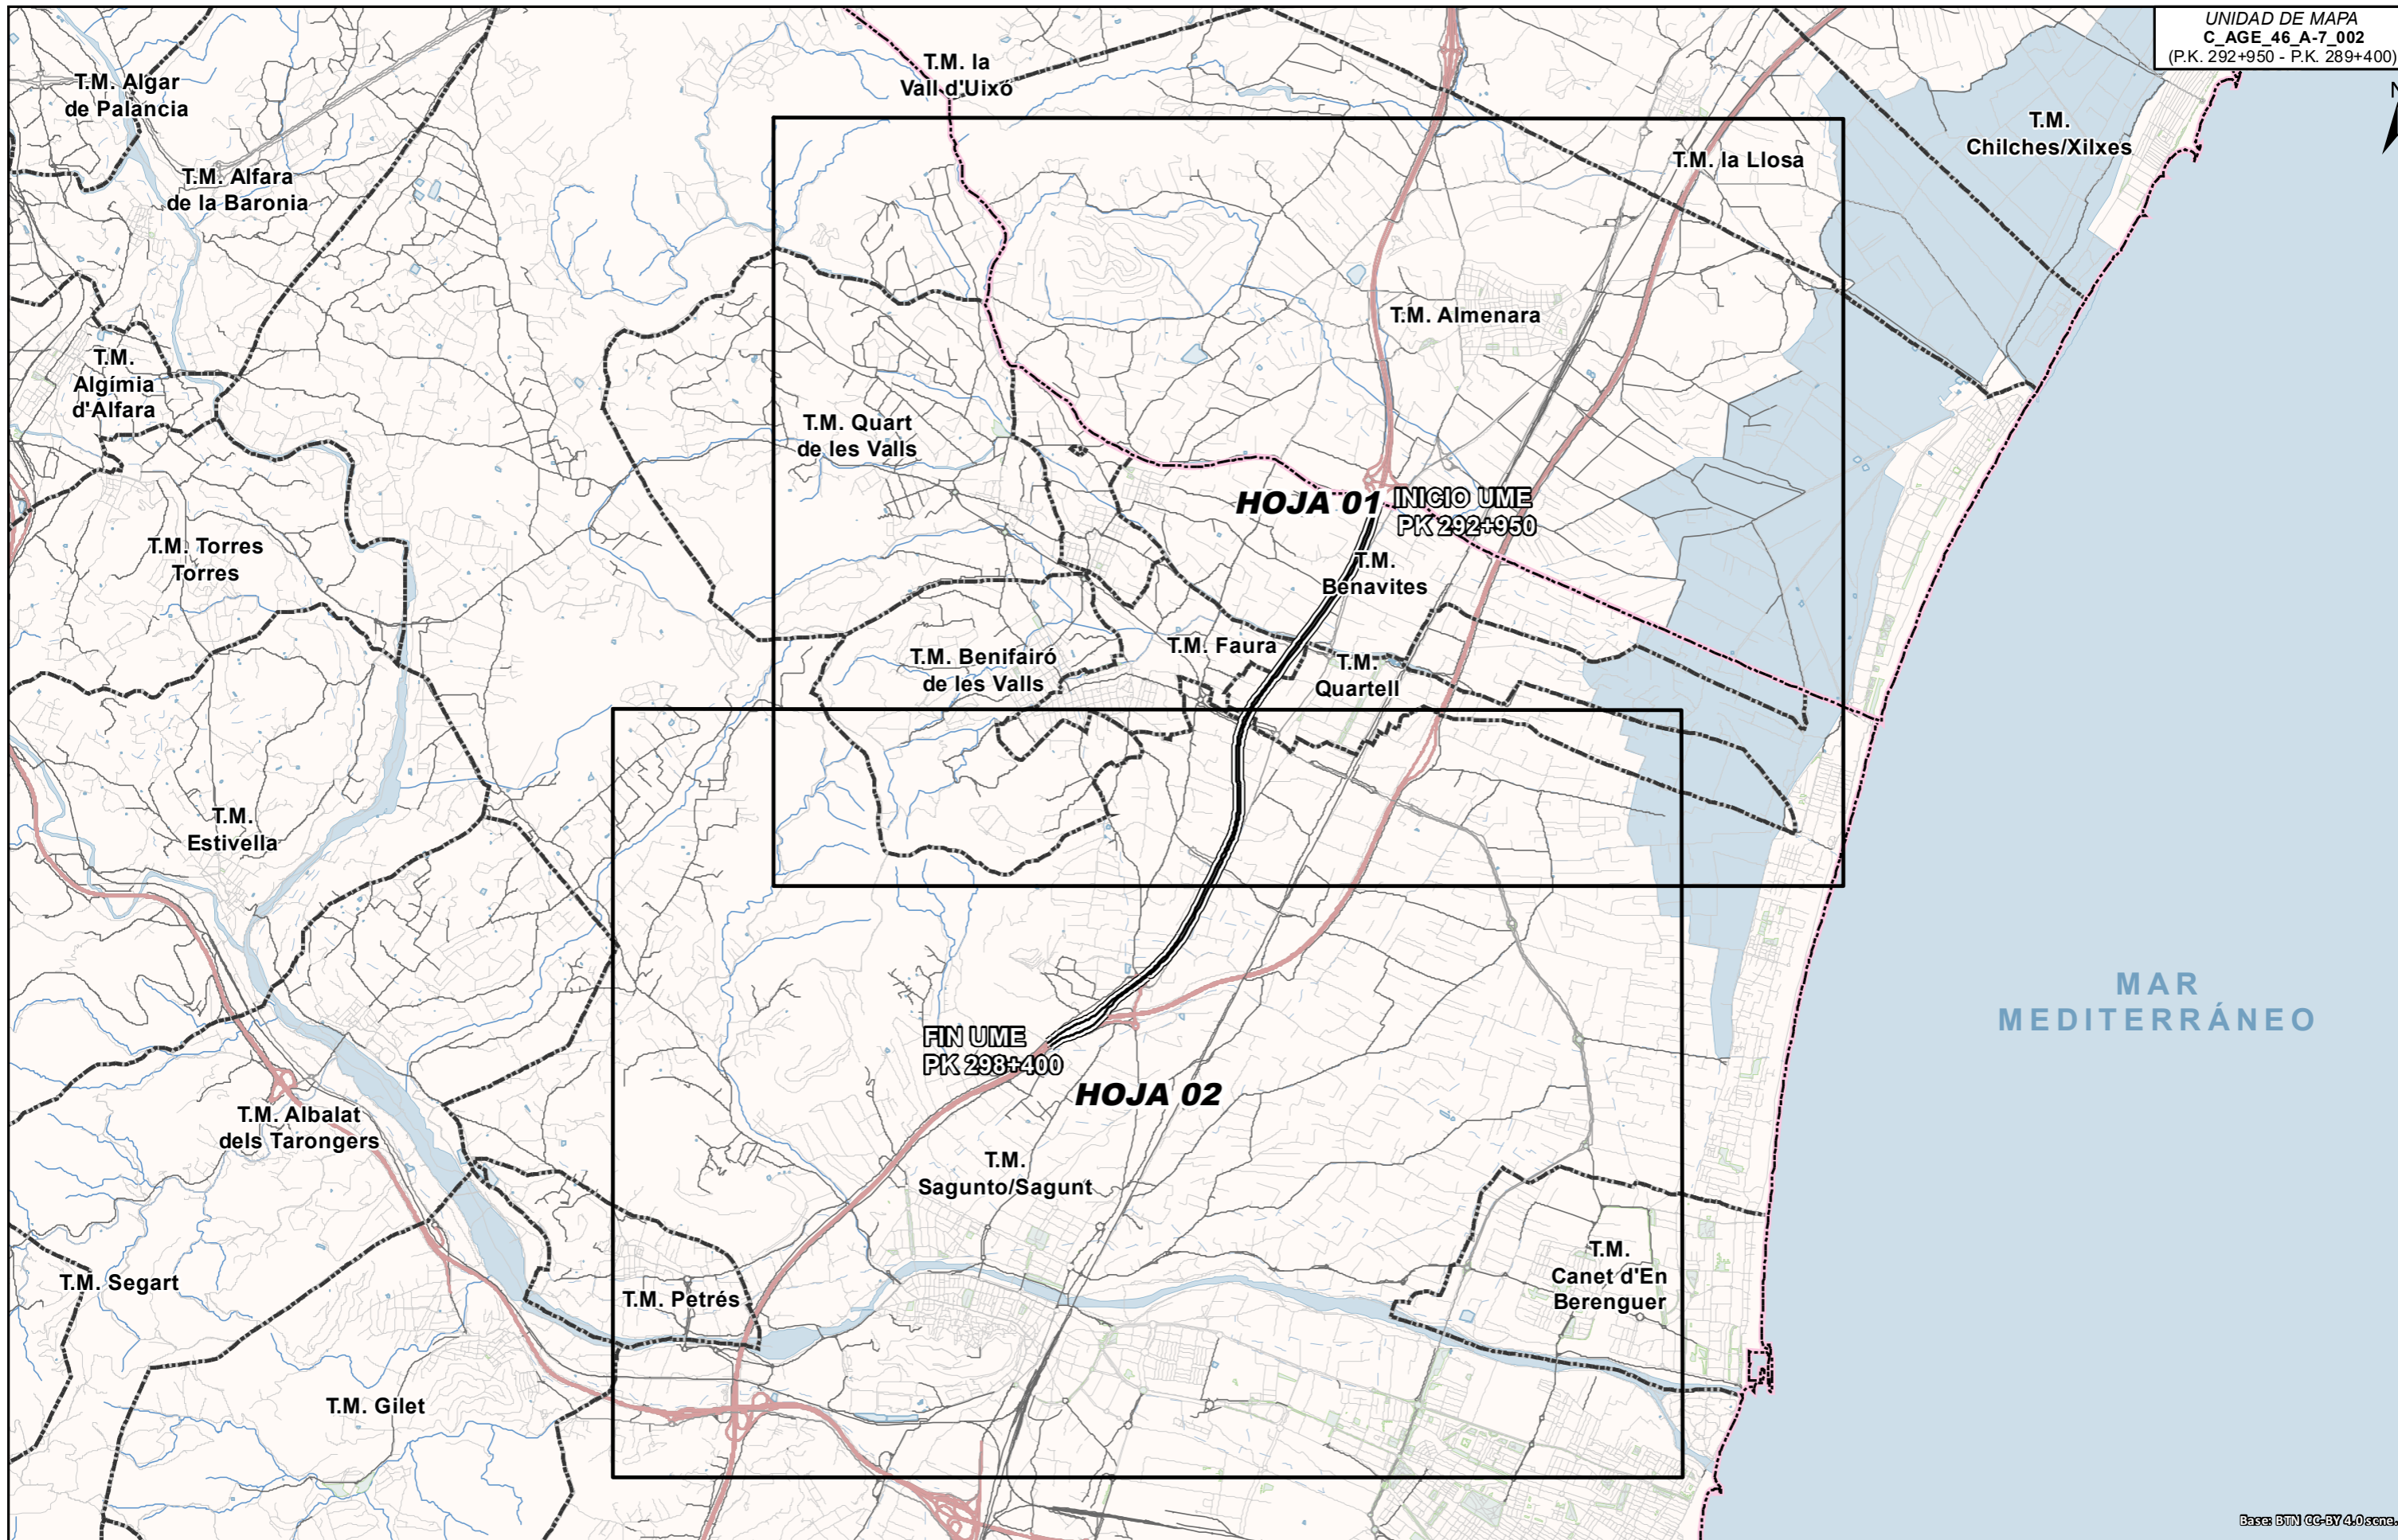 UNIDAD DE MAPA
C_AGE_46_A-7_002
(P.K. 292+950 - P.K. 289+400)
N
T.M. la
Vall d'Uixó
T.M. Algar
de Palancia
T.M.
Chilches/Xilxes
T.M. la Llosa
T.M. Alfara
de la Baronia
T.M. Almenara
T.M.
Algímia
d'Alfara
T.M. Quart
de les Valls
HOJA 01
INICIO UME
PK 292+950
T.M. Torres
Torres
T.M.
Benavites
T.M. Faura
T.M. Benifairó
de les Valls
T.M.
Quartell
T.M.
Estivella
MAR
MEDITERRÁNEO
FIN UME
PK 298+400
HOJA 02
T.M. Albalat
dels Tarongers
T.M.
Sagunto/Sagunt
T.M.
Canet d'En
Berenguer
T.M. Segart
T.M. Petrés
T.M. Gilet
Base: BTN CC-BY 4.0 scne.